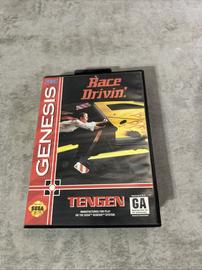 Race
Drivin'
GENESIS
SEGA
TENGEN
MANUFACTURED FOR PLAY
ON THE SEGA GENESIS SYSTEM
GA